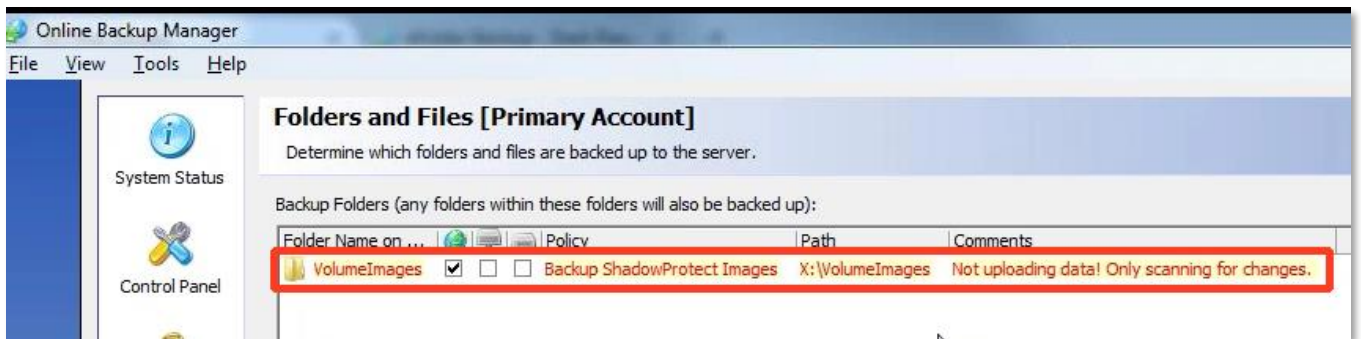 Online Backup Manager
File View Tools Help
Folders and Files [Primary Account]
Determine which folders and files are backed up to the server.
System Status
Backup Folders (any folders within these folders will also be backed up):
Folder Name on ... Policy Path Comments
VolumeImages Backup ShadowProtect Images X:\VolumeImages Not uploading data! Only scanning for changes.
Control Panel